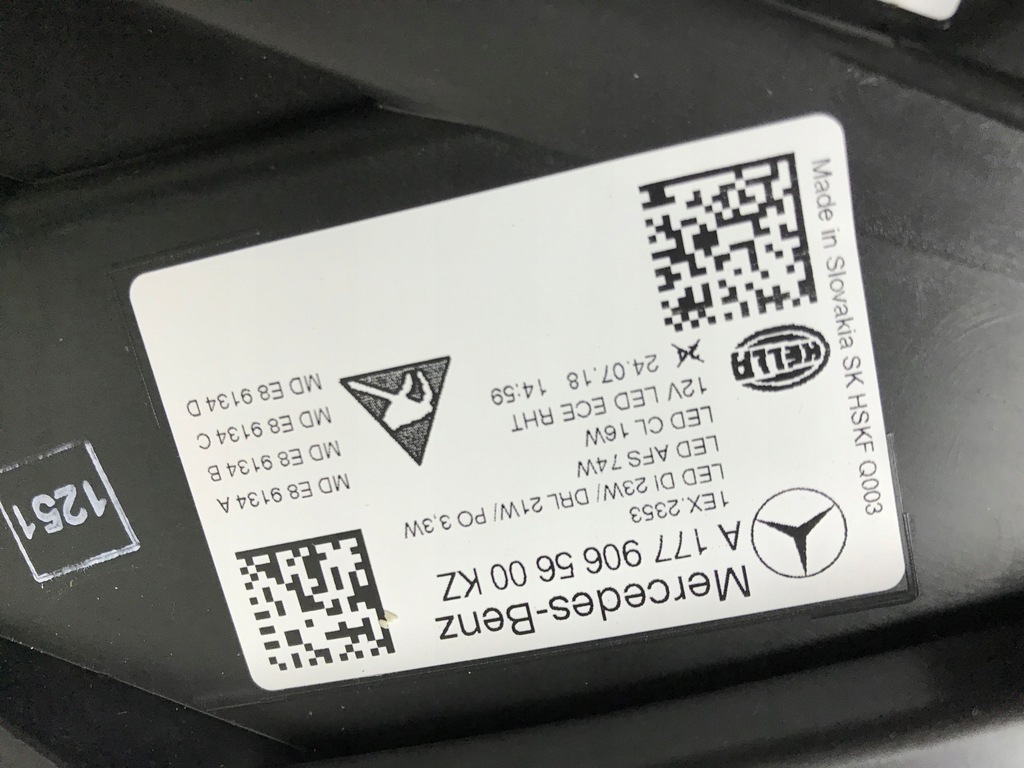 Mercedes-Benz
A 177 906 56 00 KZ
1EX.2353
LED DI 23W/ DRL 21W/ PO 3,3W
LED AFS 74W
LED CL 16W
12V LED ECE RHT
24.07.18 14:59
HELLA
MD E8 9134 A
MD E8 9134 B
MD E8 9134 C
MD E8 9134 D
Made in Slovakia SK HSKF Q003
1251